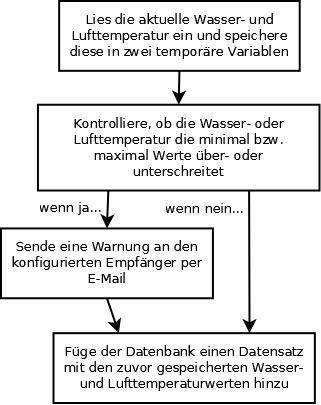 Lies die aktuelle Wasser- und
Lufttemperatur ein und speichere
diese in zwei temporäre Variablen
Kontrolliere, ob die Wasser- oder
Lufttemperatur die minimal bzw.
maximal Werte über- oder
unterschreitet
wenn ja...
wenn nein...
Sende eine Warnung an den
konfigurierten Empfänger per
E-Mail
Füge der Datenbank einen Datensatz
mit den zuvor gespeicherten Wasser-
und Lufttemperaturwerten hinzu